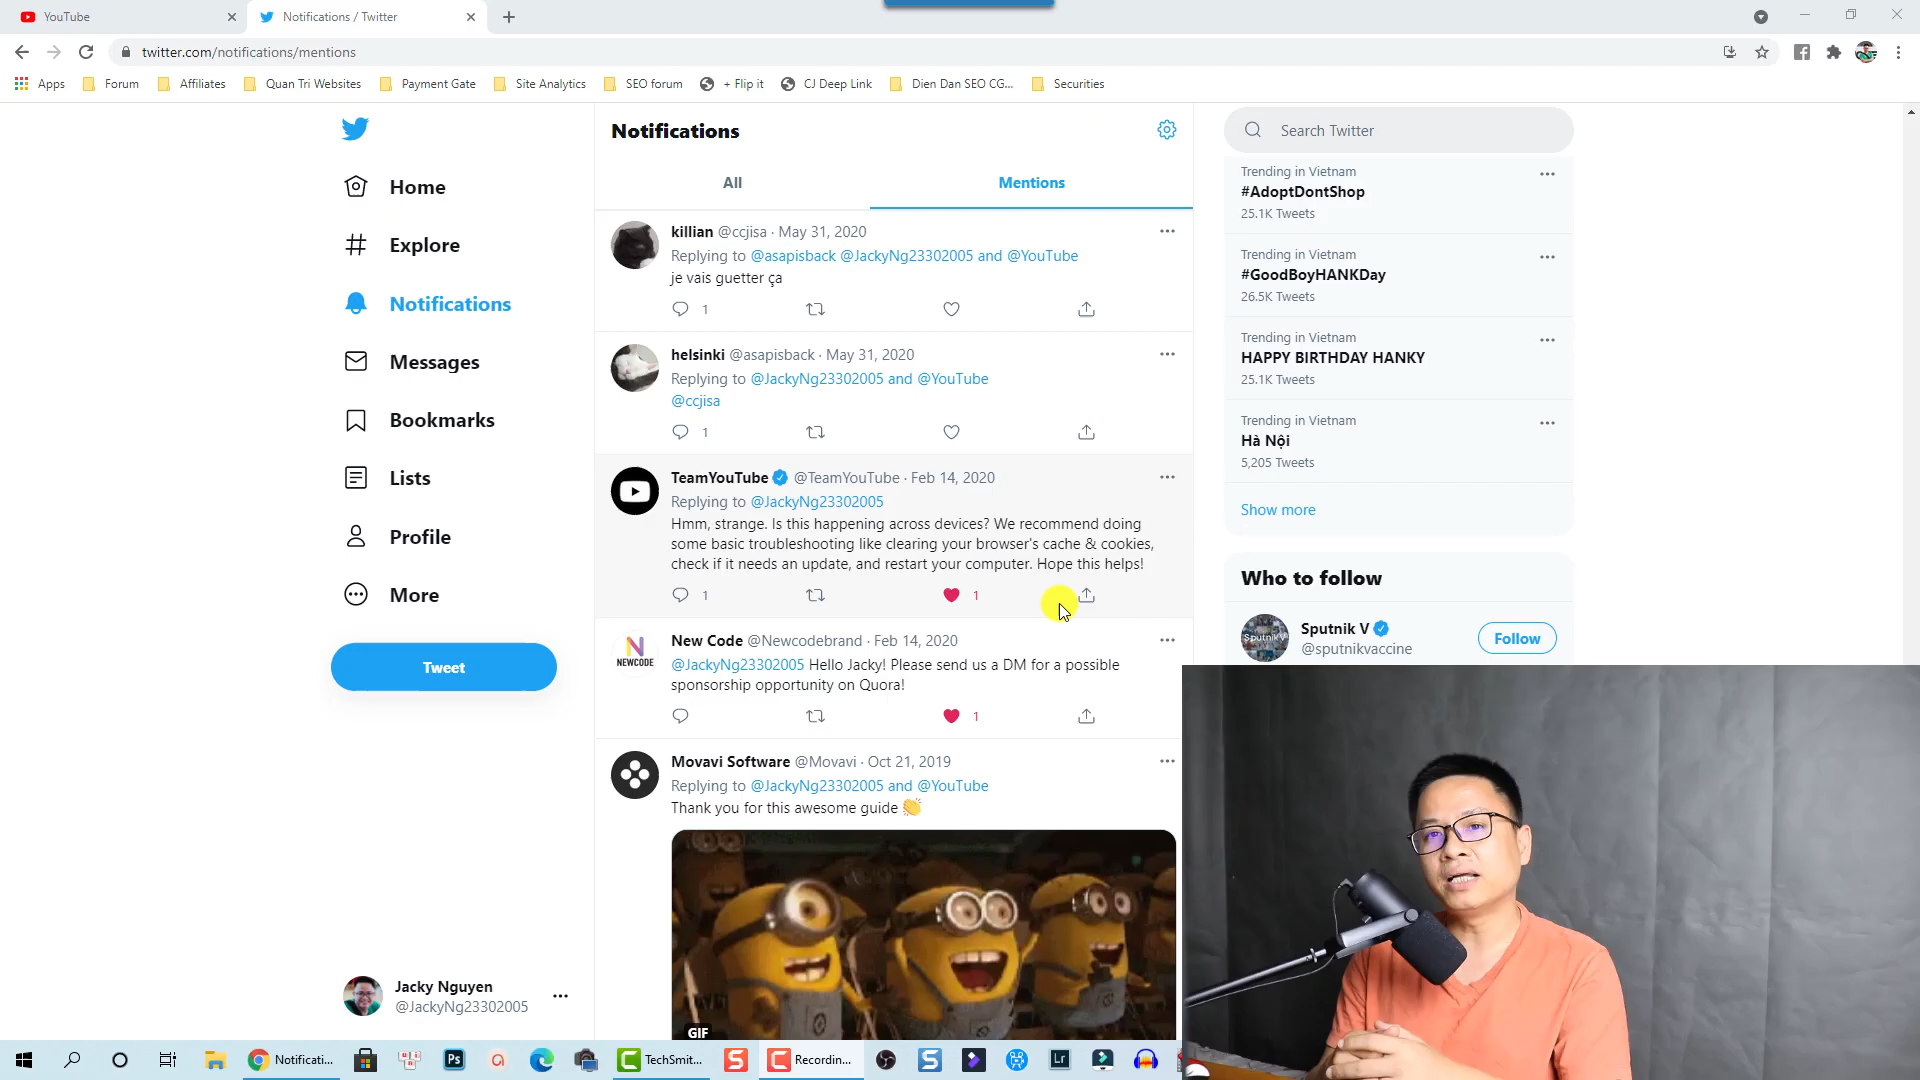 YouTube
Notifications / Twitter
twitter.com/notifications/mentions
Apps
Forum
Affiliates
Quan Tri Websites
Payment Gate
Site Analytics
SEO forum
+ Flip it
CJ Deep Link
Dien Dan SEO CG...
Securities
Home
Explore
Notifications
Messages
Bookmarks
Lists
Profile
More
Tweet
Jacky Nguyen
@JackyNg23302005
Notifications
All
Mentions
killian @ccjisa · May 31, 2020
Replying to @asapisback @JackyNg23302005 and @YouTube
je vais guetter ça
1
helsinki @asapisback · May 31, 2020
Replying to @JackyNg23302005 and @YouTube
@ccjisa
1
TeamYouTube @TeamYouTube · Feb 14, 2020
Replying to @JackyNg23302005
Hmm, strange. Is this happening across devices? We recommend doing
some basic troubleshooting like clearing your browser's cache & cookies,
check if it needs an update, and restart your computer. Hope this helps!
1 1
NEWCODE
New Code @Newcodebrand · Feb 14, 2020
@JackyNg23302005 Hello Jacky! Please send us a DM for a possible
sponsorship opportunity on Quora!
1
Movavi Software @Movavi · Oct 21, 2019
Replying to @JackyNg23302005 and @YouTube
Thank you for this awesome guide 👏
GIF
Search Twitter
Trending in Vietnam
#AdoptDontShop
25.1K Tweets
Trending in Vietnam
#GoodBoyHANKDay
26.5K Tweets
Trending in Vietnam
HAPPY BIRTHDAY HANKY
25.1K Tweets
Trending in Vietnam
Hà Nội
5,205 Tweets
Show more
Who to follow
Sputnik V
Sputnik V
@sputnikvaccine
Follow
Notificati...
Ps
TechSmit...
Recordin...
Lr